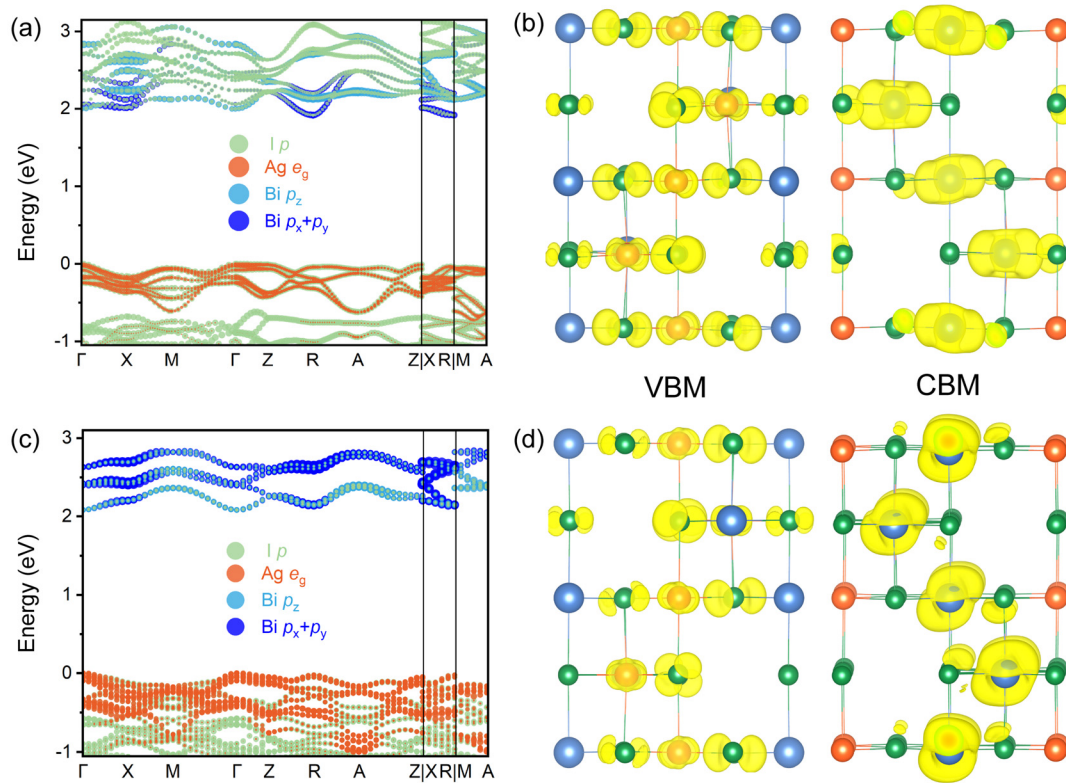 (a)
Energy (eV)
3
2
1
0
-1
I p
Ag eg
Bi pz
Bi px+py
Γ X M Γ Z R A Z|X R|M A
(b)
VBM CBM
(c)
Energy (eV)
3
2
1
0
-1
I p
Ag eg
Bi pz
Bi px+py
Γ X M Γ Z R A Z|X R|M A
(d)